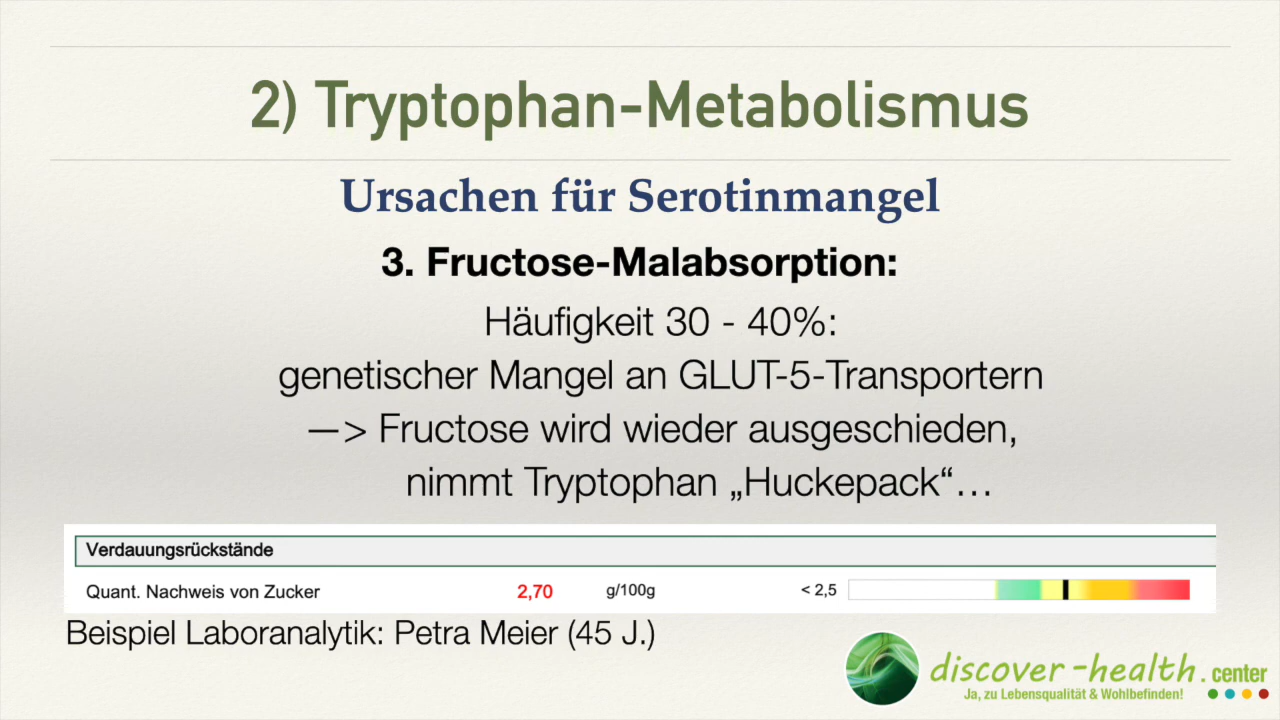 2) Tryptophan-Metabolismus
Ursachen für Serotinmangel
3. Fructose-Malabsorption:
Häufigkeit 30 - 40%:
genetischer Mangel an GLUT-5-Transportern
—> Fructose wird wieder ausgeschieden,
nimmt Tryptophan „Huckepack“...
Verdauungsrückstände
Quant. Nachweis von Zucker 2,70 g/100g < 2,5
Beispiel Laboranalytik: Petra Meier (45 J.)
discover-health.center
Ja, zu Lebensqualität & Wohlbefinden!